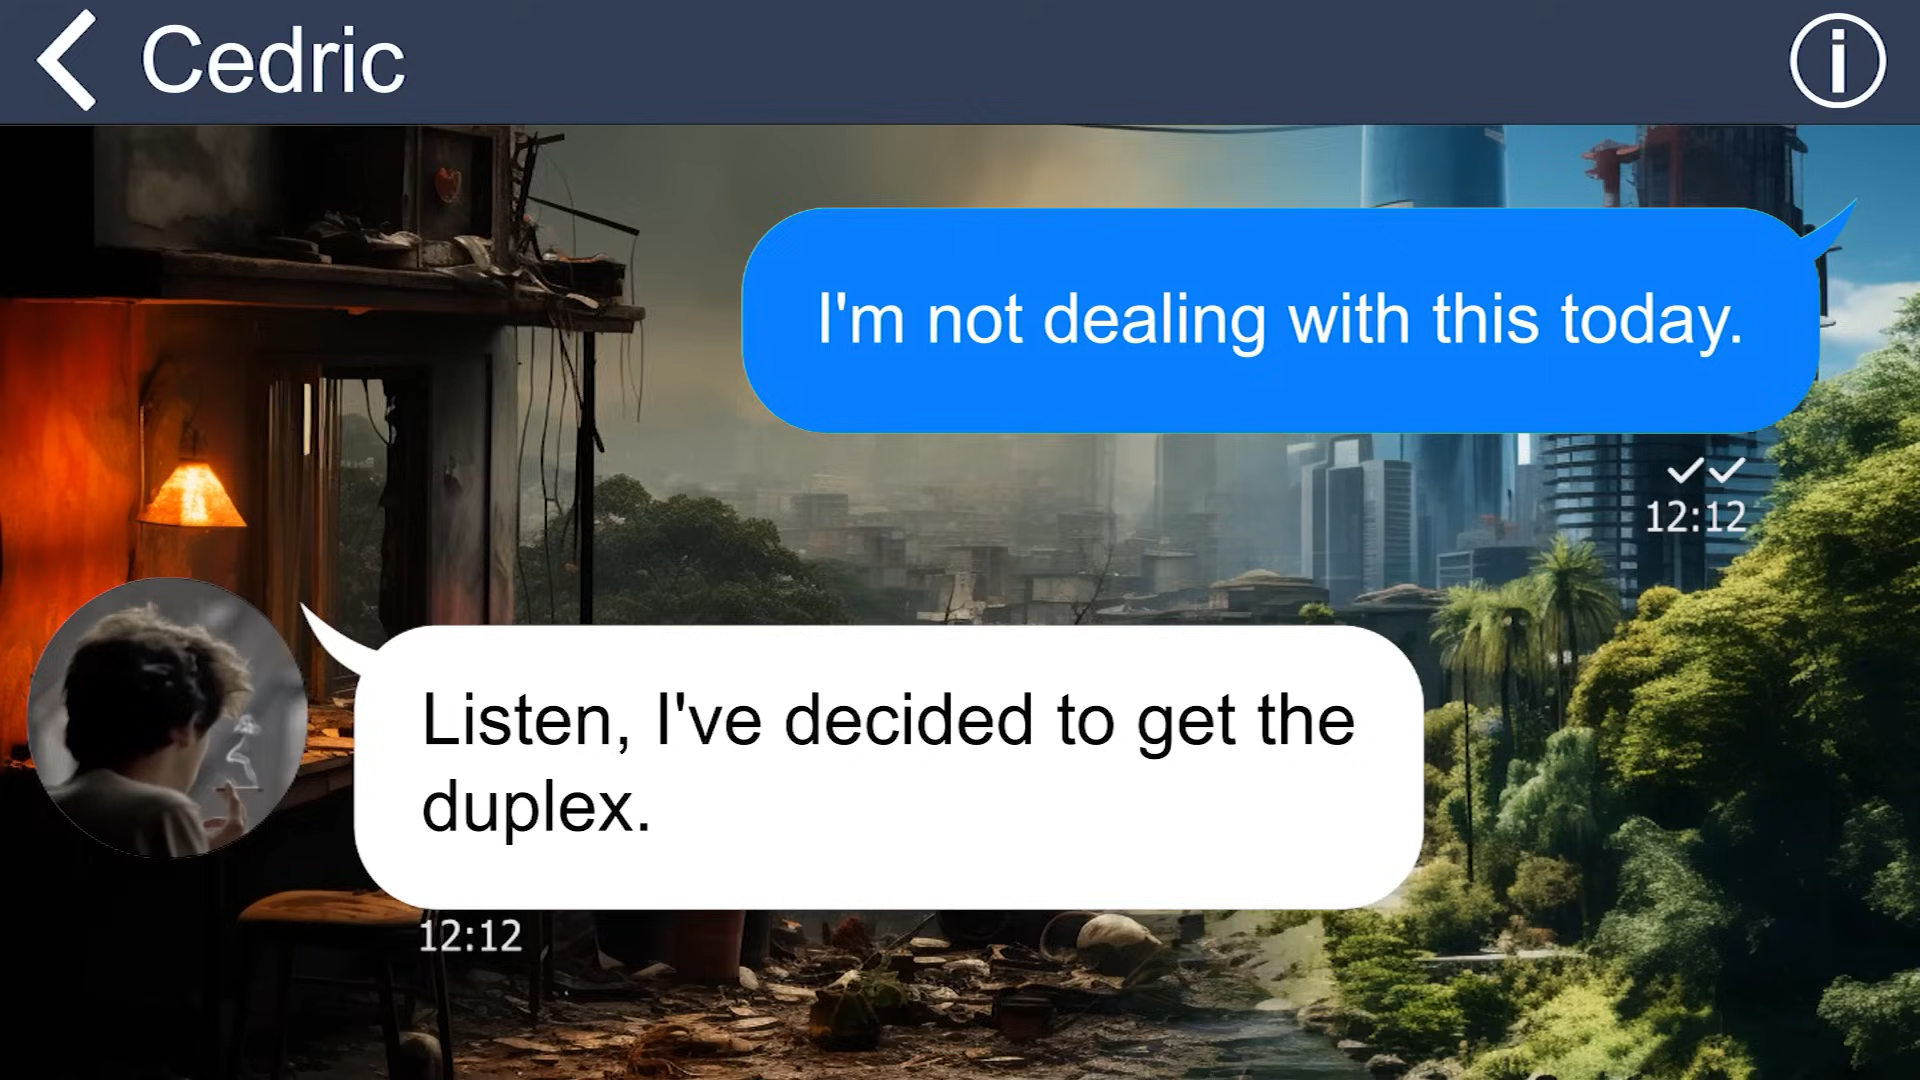 Cedric
I'm not dealing with this today.
12:12
Listen, I've decided to get the
duplex.
12:12